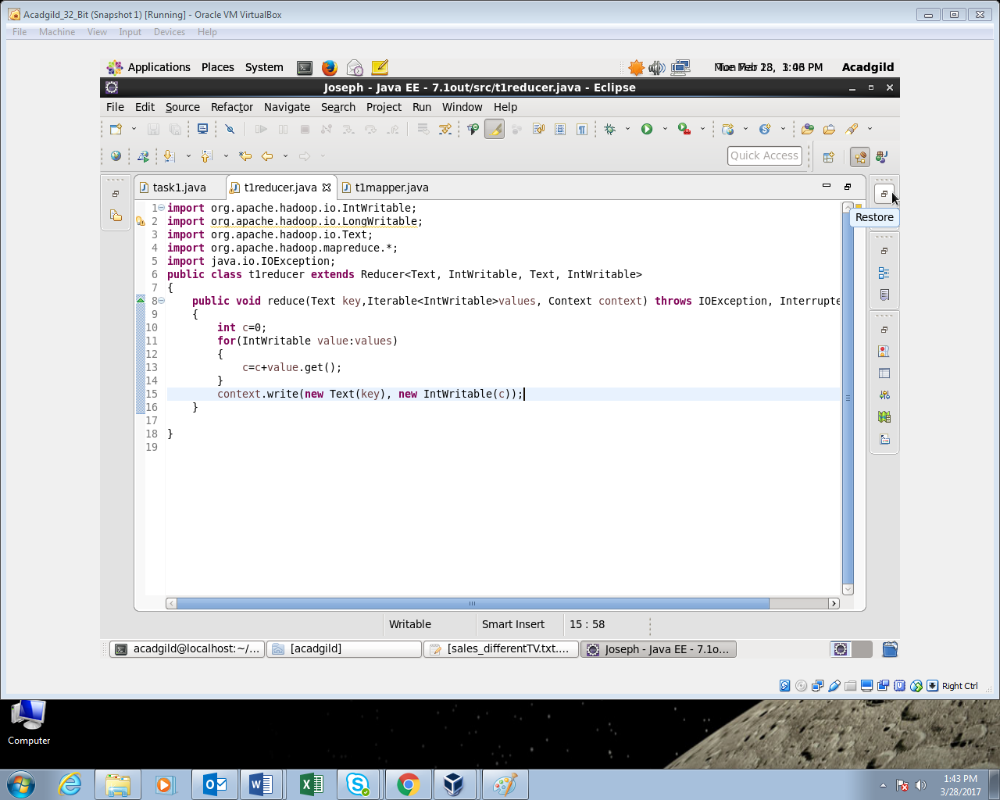 Acadgild_32_Bit (Snapshot 1) [Running] - Oracle VM VirtualBox
File Machine View Input Devices Help
Applications Places System
Acadgild
Joseph - Java EE - 7.1out/src/t1reducer.java - Eclipse
File Edit Source Refactor Navigate Search Project Run Window Help
Quick Access
task1.java t1reducer.java t1mapper.java
Restore
1 import org.apache.hadoop.io.IntWritable;
2 import org.apache.hadoop.io.LongWritable;
3 import org.apache.hadoop.io.Text;
4 import org.apache.hadoop.mapreduce.*;
5 import java.io.IOException;
6 public class t1reducer extends Reducer<Text, IntWritable, Text, IntWritable>
7 {
8 public void reduce(Text key,Iterable<IntWritable>values, Context context) throws IOException, Interrupte
9 {
10 int c=0;
11 for(IntWritable value:values)
12 {
13 c=c+value.get();
14 }
15 context.write(new Text(key), new IntWritable(c));
16 }
17
18 }
19
Writable Smart Insert 15 : 58
acadgild@localhost:~/... [acadgild] [sales_differentTV.txt.... Joseph - Java EE - 7.1o...
Right Ctrl
Computer
1:43 PM
3/28/2017